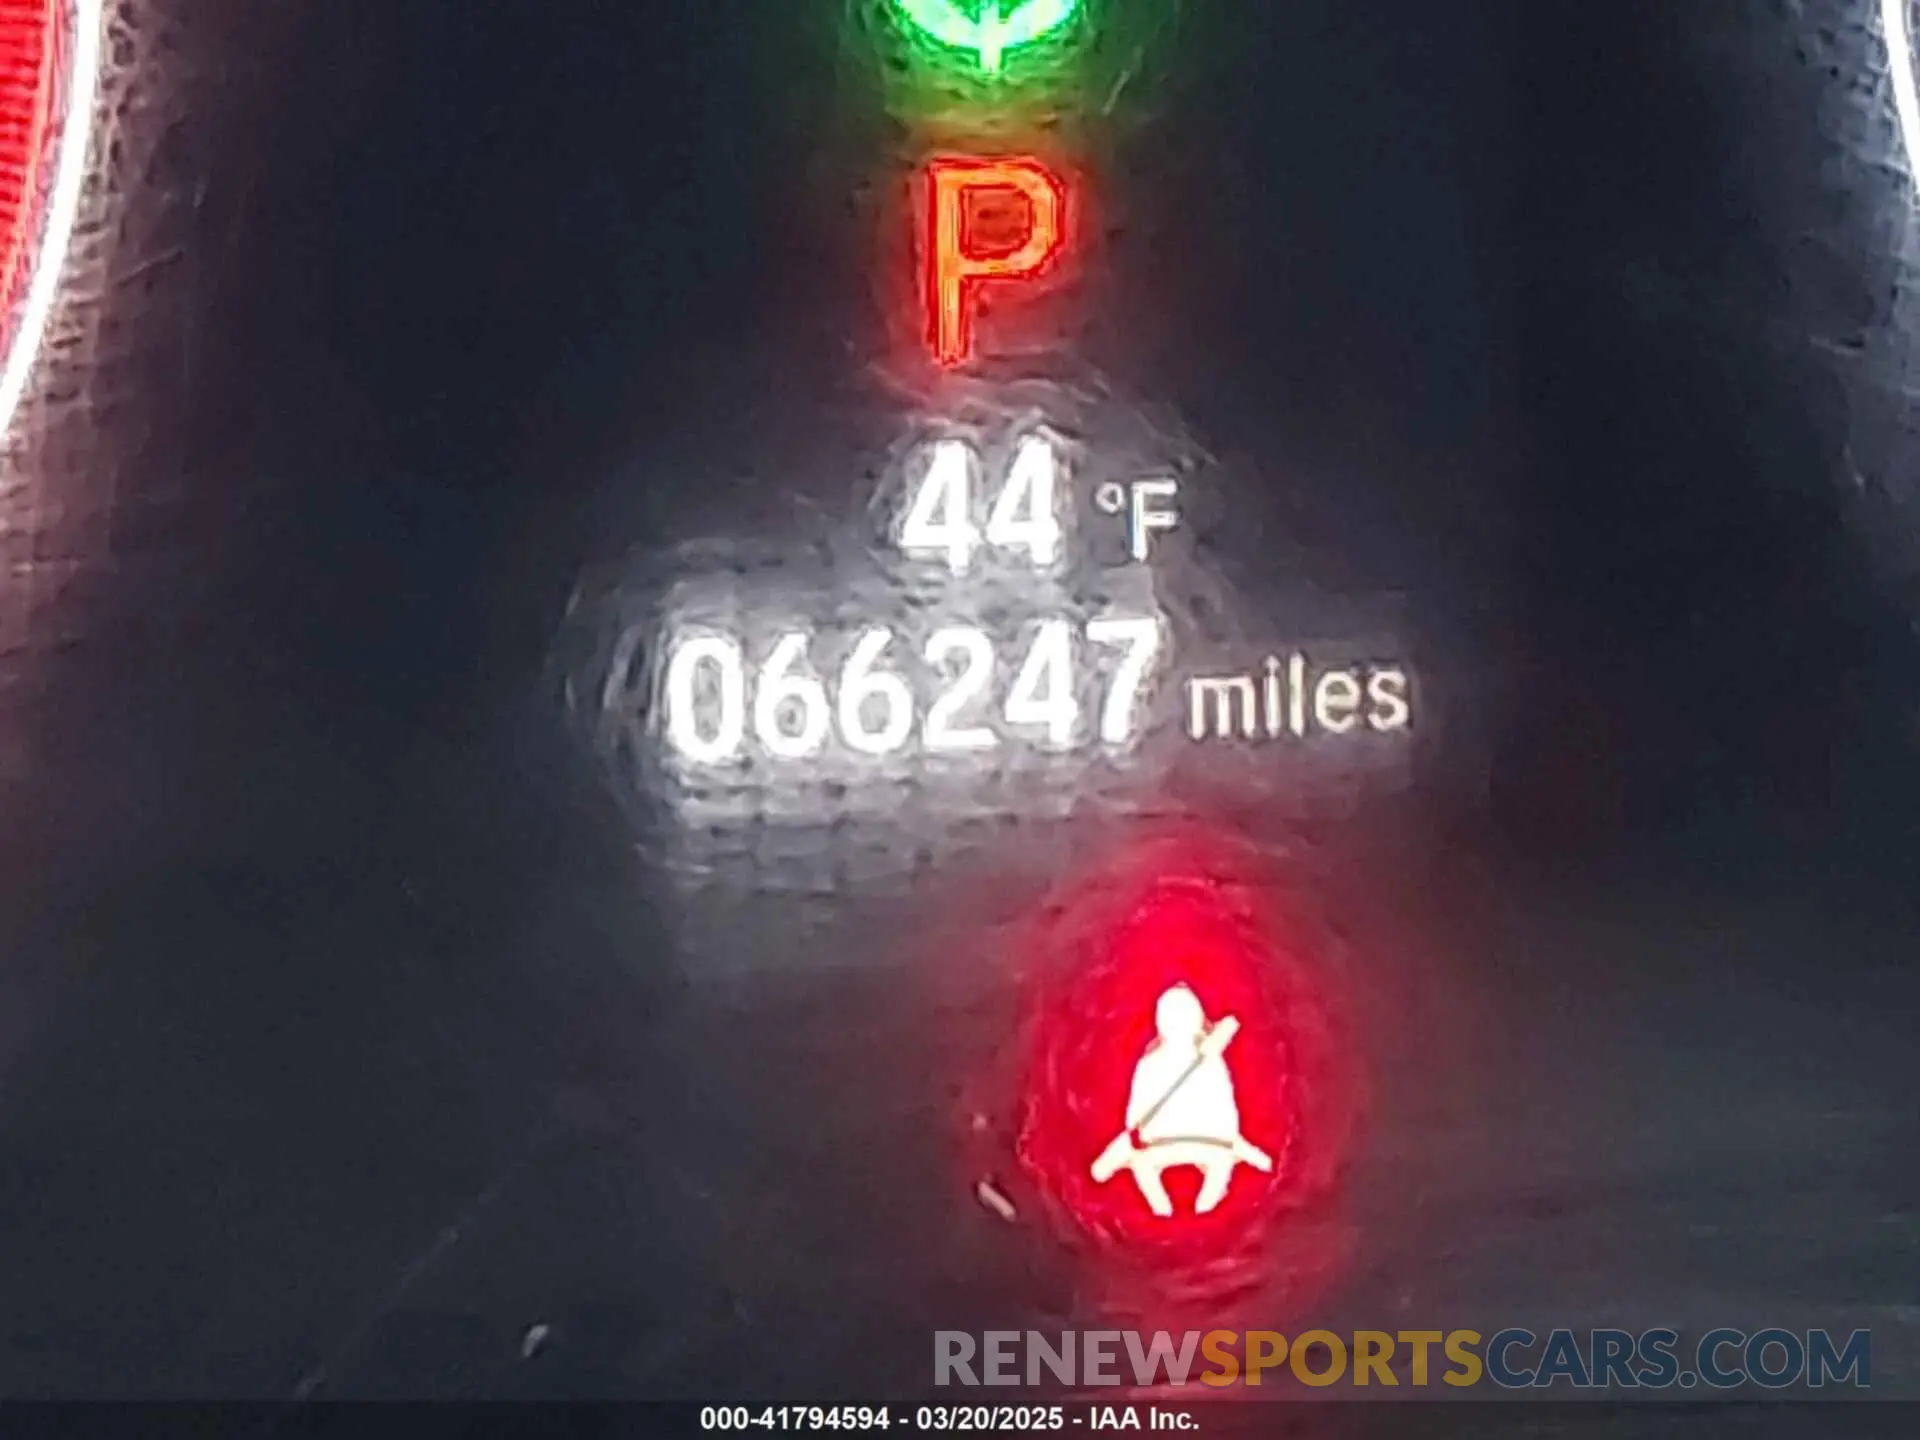 P
44 °F
066247 miles
RENEWSPORTSCARS.COM
000-41794594 - 03/20/2025 - IAA Inc.